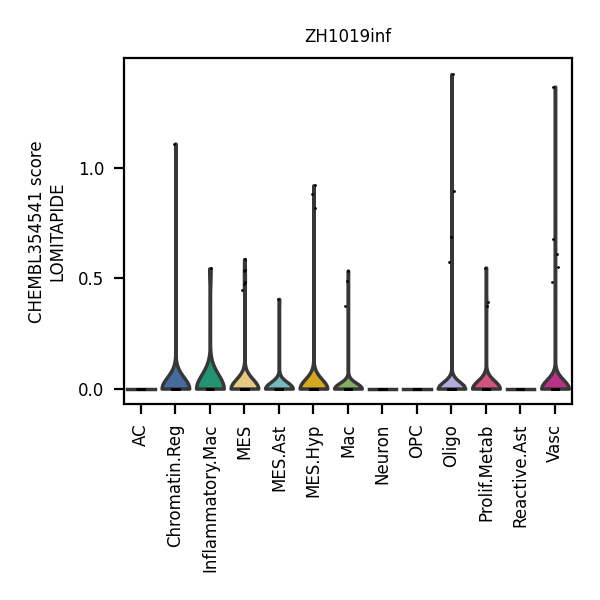 ZH1019inf
CHEMBL354541 score
LOMITAPIDE
1.0
0.5
0.0
AC
Chromatin.Reg
Inflammatory.Mac
MES
MES.Ast
MES.Hyp
Mac
Neuron
OPC
Oligo
Prolif.Metab
Reactive.Ast
Vasc